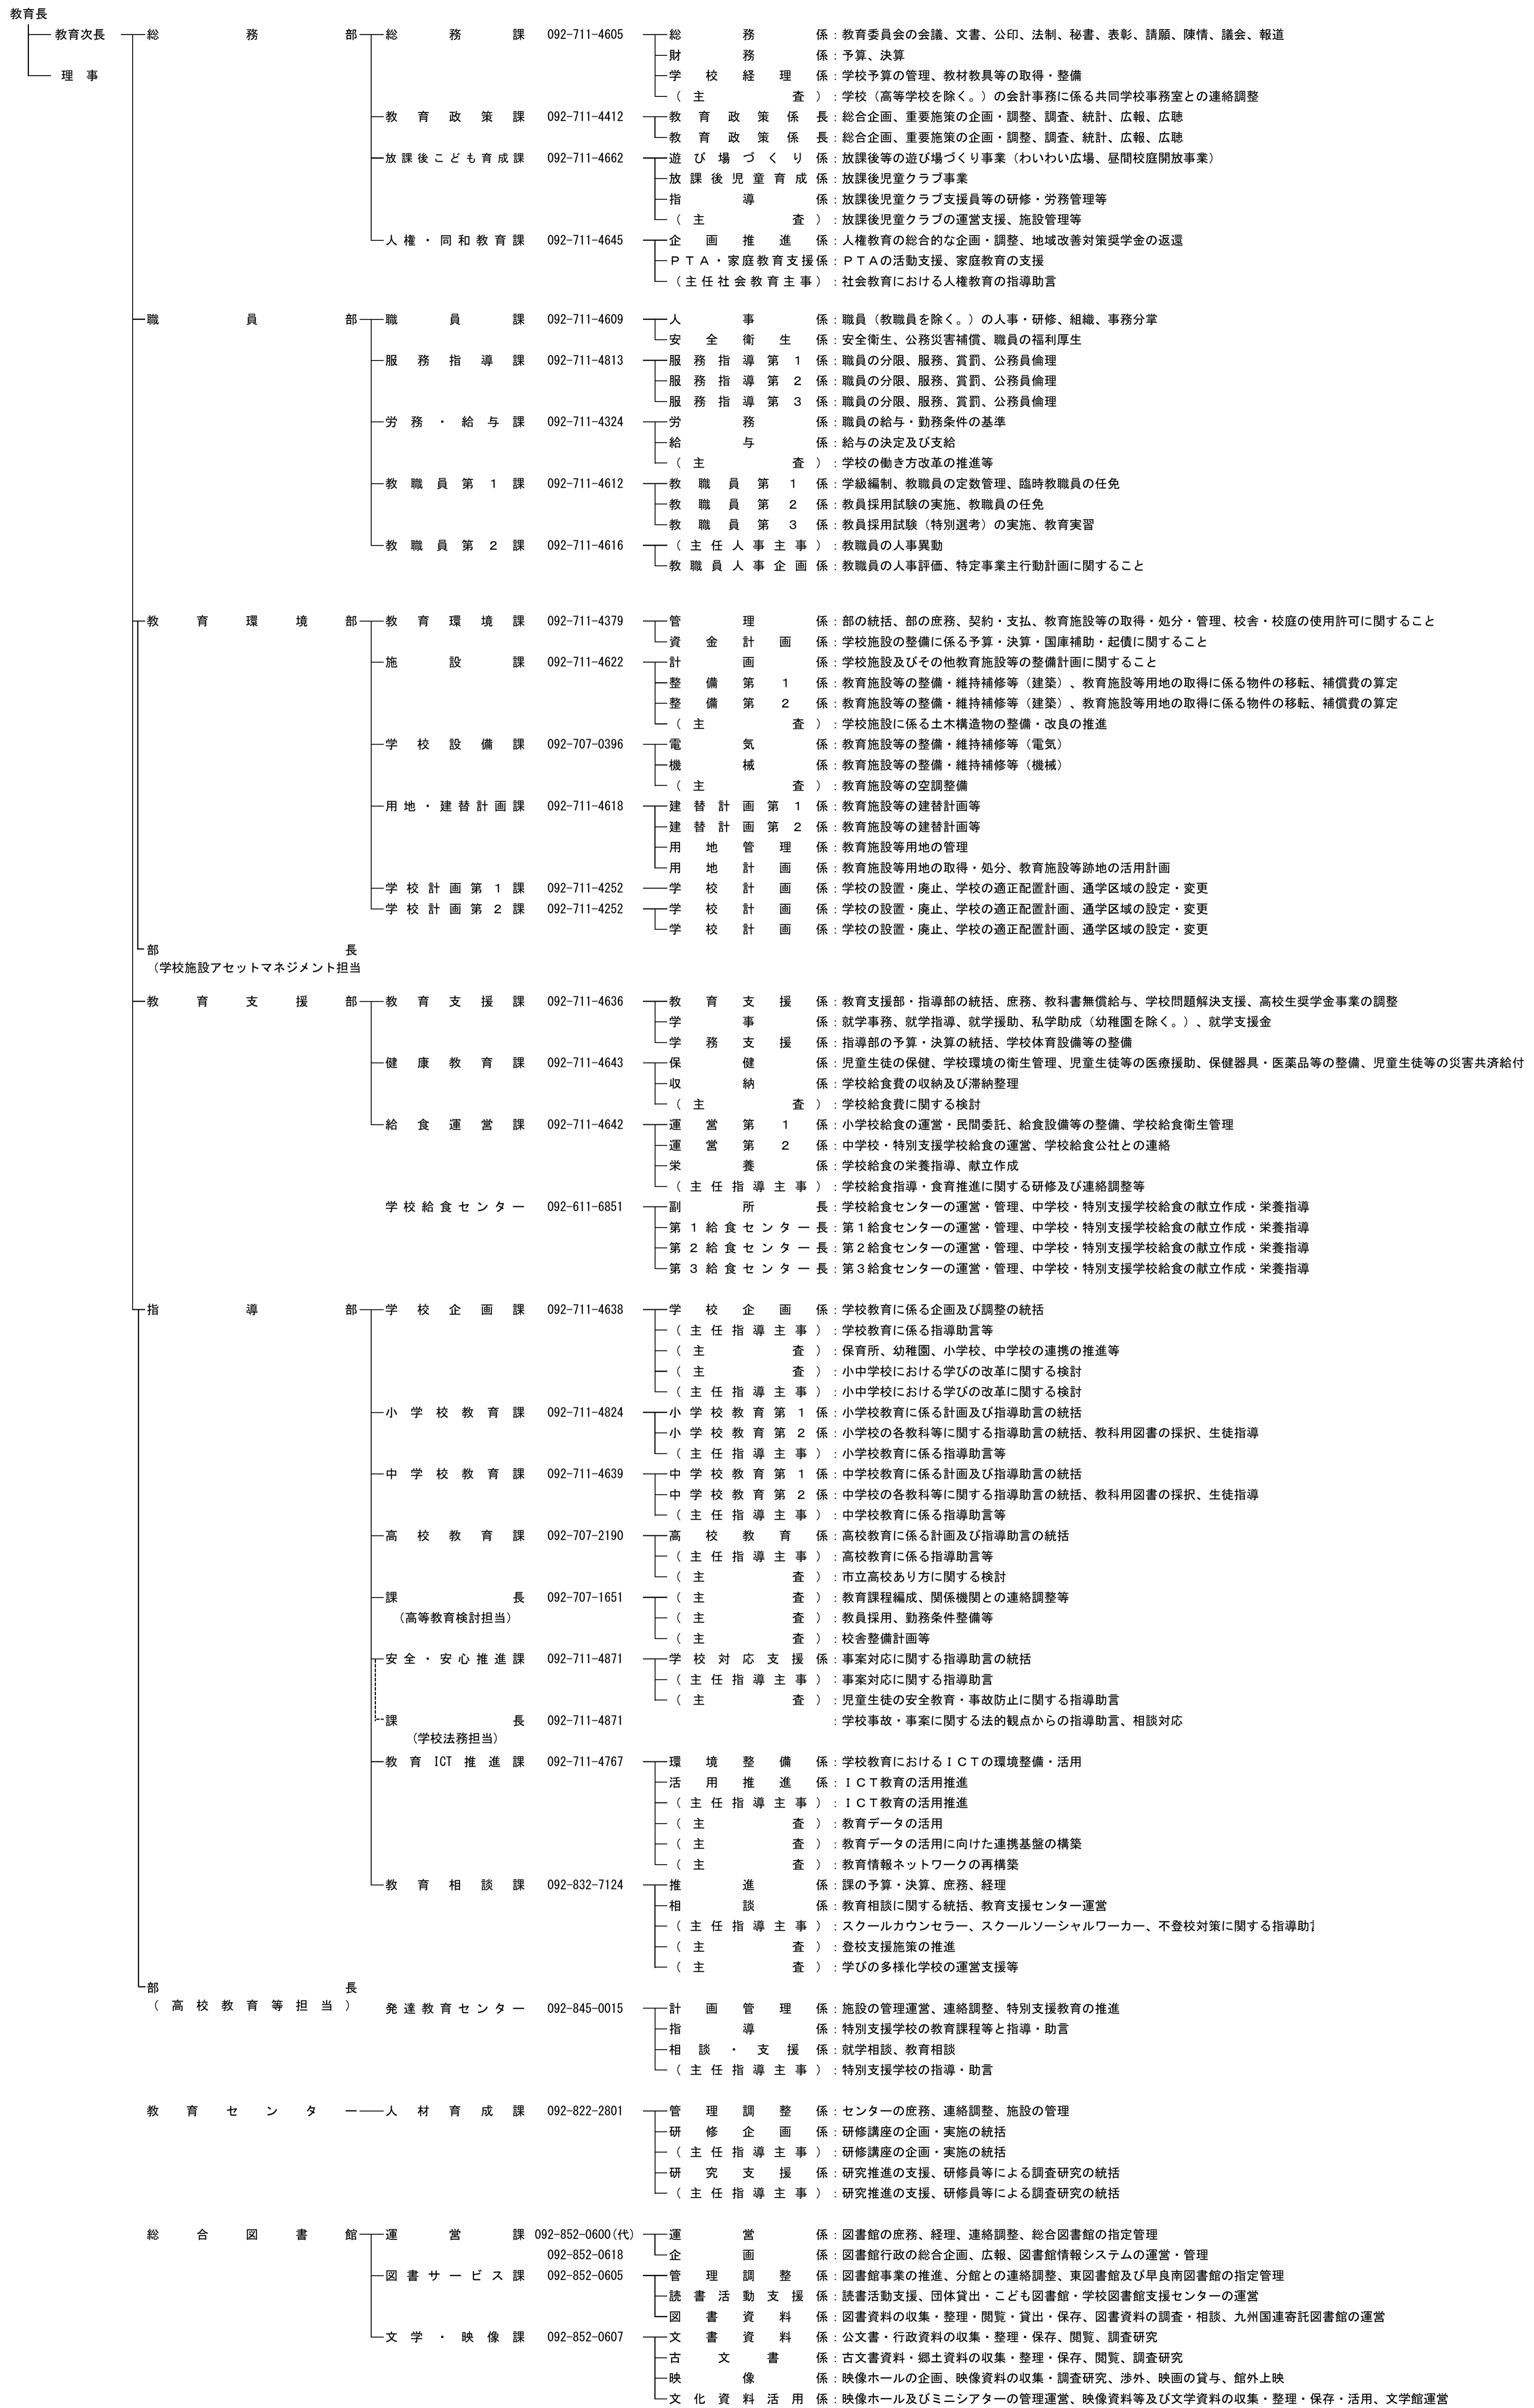 教育長
教育次長 総務部 総務課 092-711-4605 総務係：教育委員会の会議、文書、公印、法制、秘書、表彰、請願、陳情、議会、報道
財務係：予算、決算
理事 学校経理係：学校予算の管理、教材教具等の取得・整備
（主査）：学校（高等学校を除く。）の会計事務に係る共同学校事務室との連絡調整
教育政策課 092-711-4412 教育政策係長：総合企画、重要施策の企画・調整、調査、統計、広報、広聴
教育政策係長：総合企画、重要施策の企画・調整、調査、統計、広報、広聴
放課後こども育成課 092-711-4662 遊び場づくり係：放課後等の遊び場づくり事業（わいわい広場、昼間校庭開放事業）
放課後児童育成係：放課後児童クラブ事業
指導係：放課後児童クラブ支援員等の研修・労務管理等
（主査）：放課後児童クラブの運営支援、施設管理等
人権・同和教育課 092-711-4645 企画推進係：人権教育の総合的な企画・調整、地域改善対策奨学金の返還
ＰＴＡ・家庭教育支援係：ＰＴＡの活動支援、家庭教育の支援
（主任社会教育主事）：社会教育における人権教育の指導助言
職員部 職員課 092-711-4609 人事係：職員（教職員を除く。）の人事・研修、組織、事務分掌
安全衛生係：安全衛生、公務災害補償、職員の福利厚生
服務指導課 092-711-4813 服務指導第１係：職員の分限、服務、賞罰、公務員倫理
服務指導第２係：職員の分限、服務、賞罰、公務員倫理
服務指導第３係：職員の分限、服務、賞罰、公務員倫理
労務・給与課 092-711-4324 労務係：職員の給与・勤務条件の基準
給与係：給与の決定及び支給
（主査）：学校の働き方改革の推進等
教職員第１課 092-711-4612 教職員第１係：学級編制、教職員の定数管理、臨時教職員の任免
教職員第２係：教員採用試験の実施、教職員の任免
教職員第３係：教員採用試験（特別選考）の実施、教育実習
教職員第２課 092-711-4616 （主任人事主事）：教職員の人事異動
教職員人事企画係：教職員の人事評価、特定事業主行動計画に関すること
教育環境部 教育環境課 092-711-4379 管理係：部の統括、部の庶務、契約・支払、教育施設等の取得・処分・管理、校舎・校庭の使用許可に関すること
資金計画係：学校施設の整備に係る予算・決算・国庫補助・起債に関すること
施設課 092-711-4622 計画係：学校施設及びその他教育施設等の整備計画に関すること
整備第１係：教育施設等の整備・維持補修等（建築）、教育施設等用地の取得に係る物件の移転、補償費の算定
整備第２係：教育施設等の整備・維持補修等（建築）、教育施設等用地の取得に係る物件の移転、補償費の算定
（主査）：学校施設に係る土木構造物の整備・改良の推進
学校設備課 092-707-0396 電気係：教育施設等の整備・維持補修等（電気）
機械係：教育施設等の整備・維持補修等（機械）
（主査）：教育施設等の空調整備
用地・建替計画課 092-711-4618 建替計画第１係：教育施設等の建替計画等
建替計画第２係：教育施設等の建替計画等
用地管理係：教育施設等用地の管理
用地計画係：教育施設等用地の取得・処分、教育施設等跡地の活用計画
学校計画第１課 092-711-4252 学校計画係：学校の設置・廃止、学校の適正配置計画、通学区域の設定・変更
学校計画第２課 092-711-4252 学校計画係：学校の設置・廃止、学校の適正配置計画、通学区域の設定・変更
学校計画係：学校の設置・廃止、学校の適正配置計画、通学区域の設定・変更
部長
（学校施設アセットマネジメント担当
教育支援部 教育支援課 092-711-4636 教育支援係：教育支援部・指導部の統括、庶務、教科書無償給与、学校問題解決支援、高校生奨学金事業の調整
学事係：就学事務、就学指導、就学援助、私学助成（幼稚園を除く。）、就学支援金
学務支援係：指導部の予算・決算の統括、学校体育設備等の整備
健康教育課 092-711-4643 保健係：児童生徒の保健、学校環境の衛生管理、児童生徒等の医療援助、保健器具・医薬品等の整備、児童生徒等の災害共済給付
収納係：学校給食費の収納及び滞納整理
（主査）：学校給食費に関する検討
給食運営課 092-711-4642 運営第１係：小学校給食の運営・民間委託、給食設備等の整備、学校給食衛生管理
運営第２係：中学校・特別支援学校給食の運営、学校給食公社との連絡
栄養係：学校給食の栄養指導、献立作成
（主任指導主事）：学校給食指導・食育推進に関する研修及び連絡調整等
学校給食センター 092-611-6851 副所長：学校給食センターの運営・管理、中学校・特別支援学校給食の献立作成・栄養指導
第１給食センター長：第１給食センターの運営・管理、中学校・特別支援学校給食の献立作成・栄養指導
第２給食センター長：第２給食センターの運営・管理、中学校・特別支援学校給食の献立作成・栄養指導
第３給食センター長：第３給食センターの運営・管理、中学校・特別支援学校給食の献立作成・栄養指導
指導部 学校企画課 092-711-4638 学校企画係：学校教育に係る企画及び調整の統括
（主任指導主事）：学校教育に係る指導助言等
（主査）：保育所、幼稚園、小学校、中学校の連携の推進等
（主査）：小中学校における学びの改革に関する検討
（主任指導主事）：小中学校における学びの改革に関する検討
小学校教育課 092-711-4824 小学校教育第１係：小学校教育に係る計画及び指導助言の統括
小学校教育第２係：小学校の各教科等に関する指導助言の統括、教科用図書の採択、生徒指導
（主任指導主事）：小学校教育に係る指導助言等
中学校教育課 092-711-4639 中学校教育第１係：中学校教育に係る計画及び指導助言の統括
中学校教育第２係：中学校の各教科等に関する指導助言の統括、教科用図書の採択、生徒指導
（主任指導主事）：中学校教育に係る指導助言等
高校教育課 092-707-2190 高校教育係：高校教育に係る計画及び指導助言の統括
（主任指導主事）：高校教育に係る指導助言等
（主査）：市立高校あり方に関する検討
課長 092-707-1651 （主査）：教育課程編成、関係機関との連絡調整等
（高等教育検討担当） （主査）：教員採用、勤務条件整備等
（主査）：校舎整備計画等
安全・安心推進課 092-711-4871 学校対応支援係：事案対応に関する指導助言の統括
（主任指導主事）：事案対応に関する指導助言
（主査）：児童生徒の安全教育・事故防止に関する指導助言
課長 092-711-4871 ：学校事故・事案に関する法的観点からの指導助言、相談対応
（学校法務担当）
教育ICT推進課 092-711-4767 環境整備係：学校教育におけるＩＣＴの環境整備・活用
活用推進係：ＩＣＴ教育の活用推進
（主任指導主事）：ＩＣＴ教育の活用推進
（主査）：教育データの活用
（主査）：教育データの活用に向けた連携基盤の構築
（主査）：教育情報ネットワークの再構築
教育相談課 092-832-7124 推進係：課の予算・決算、庶務、経理
相談係：教育相談に関する統括、教育支援センター運営
（主任指導主事）：スクールカウンセラー、スクールソーシャルワーカー、不登校対策に関する指導助
（主査）：登校支援施策の推進
（主査）：学びの多様化学校の運営支援等
部長
（高校教育等担当） 発達教育センター 092-845-0015 計画管理係：施設の管理運営、連絡調整、特別支援教育の推進
指導係：特別支援学校の教育課程等と指導・助言
相談・支援係：就学相談、教育相談
（主任指導主事）：特別支援学校の指導・助言
教育センター 人材育成課 092-822-2801 管理調整係：センターの庶務、連絡調整、施設の管理
研修企画係：研修講座の企画・実施の統括
（主任指導主事）：研修講座の企画・実施の統括
研究支援係：研究推進の支援、研修員等による調査研究の統括
（主任指導主事）：研究推進の支援、研修員等による調査研究の統括
総合図書館 運営課 092-852-0600(代) 運営係：図書館の庶務、経理、連絡調整、総合図書館の指定管理
092-852-0618 企画係：図書館行政の総合企画、広報、図書館情報システムの運営・管理
図書サービス課 092-852-0605 管理調整係：図書館事業の推進、分館との連絡調整、東図書館及び早良南図書館の指定管理
読書活動支援係：読書活動支援、団体貸出・こども図書館・学校図書館支援センターの運営
図書資料係：図書資料の収集・整理・閲覧・貸出・保存、図書資料の調査・相談、九州国連寄託図書館の運営
文学・映像課 092-852-0607 文書資料係：公文書・行政資料の収集・整理・保存、閲覧、調査研究
古文書係：古文書資料・郷土資料の収集・整理・保存、閲覧、調査研究
映像係：映像ホールの企画、映像資料の収集・調査研究、渉外、映画の貸与、館外上映
文化資料活用係：映像ホール及びミニシアターの管理運営、映像資料等及び文学資料の収集・整理・保存・活用、文学館運営